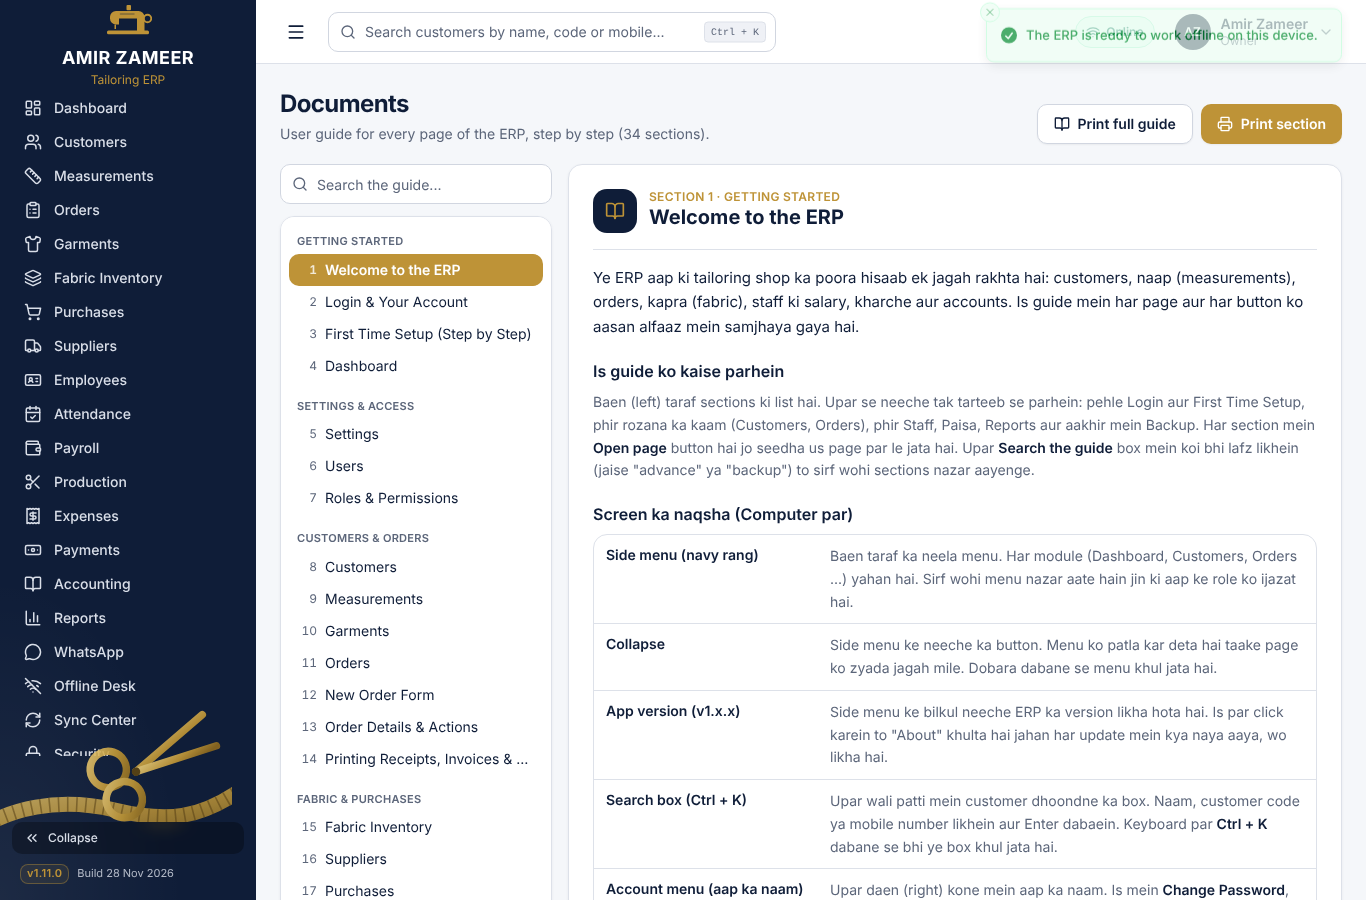 AMIR ZAMEER
Tailoring ERP
Dashboard
Customers
Measurements
Orders
Garments
Fabric Inventory
Purchases
Suppliers
Employees
Attendance
Payroll
Production
Expenses
Payments
Accounting
Reports
WhatsApp
Offline Desk
Sync Center
Security
Collapse
v1.11.0 Build 28 Nov 2026
Search customers by name, code or mobile... Ctrl + K
Online
AZ
Amir Zameer
Owner
The ERP is ready to work offline on this device.
Documents
User guide for every page of the ERP, step by step (34 sections).
Print full guide
Print section
Search the guide...
GETTING STARTED
1 Welcome to the ERP
2 Login & Your Account
3 First Time Setup (Step by Step)
4 Dashboard
SETTINGS & ACCESS
5 Settings
6 Users
7 Roles & Permissions
CUSTOMERS & ORDERS
8 Customers
9 Measurements
10 Garments
11 Orders
12 New Order Form
13 Order Details & Actions
14 Printing Receipts, Invoices & ...
FABRIC & PURCHASES
15 Fabric Inventory
16 Suppliers
17 Purchases
SECTION 1 · GETTING STARTED
Welcome to the ERP
Ye ERP aap ki tailoring shop ka poora hisaab ek jagah rakhta hai: customers, naap (measurements),
orders, kapra (fabric), staff ki salary, kharche aur accounts. Is guide mein har page aur har button ko
aasan alfaaz mein samjhaya gaya hai.
Is guide ko kaise parhein
Baen (left) taraf sections ki list hai. Upar se neeche tak tarteeb se parhein: pehle Login aur First Time Setup,
phir rozana ka kaam (Customers, Orders), phir Staff, Paisa, Reports aur aakhir mein Backup. Har section mein
Open page button hai jo seedha us page par le jata hai. Upar Search the guide box mein koi bhi lafz likhein
(jaise "advance" ya "backup") to sirf wohi sections nazar aayenge.
Screen ka naqsha (Computer par)
Side menu (navy rang)
Baen taraf ka neela menu. Har module (Dashboard, Customers, Orders
...) yahan hai. Sirf wohi menu nazar aate hain jin ki aap ke role ko ijazat
hai.
Collapse
Side menu ke neeche ka button. Menu ko patla kar deta hai taake page
ko zyada jagah mile. Dobara dabane se menu khul jata hai.
App version (v1.x.x)
Side menu ke bilkul neeche ERP ka version likha hota hai. Is par click
karein to "About" khulta hai jahan har update mein kya naya aaya, wo
likha hai.
Search box (Ctrl + K)
Upar wali patti mein customer dhoondne ka box. Naam, customer code
ya mobile number likhein aur Enter dabaein. Keyboard par Ctrl + K
dabane se bhi ye box khul jata hai.
Account menu (aap ka naam)
Upar daen (right) kone mein aap ka naam. Is mein Change Password,